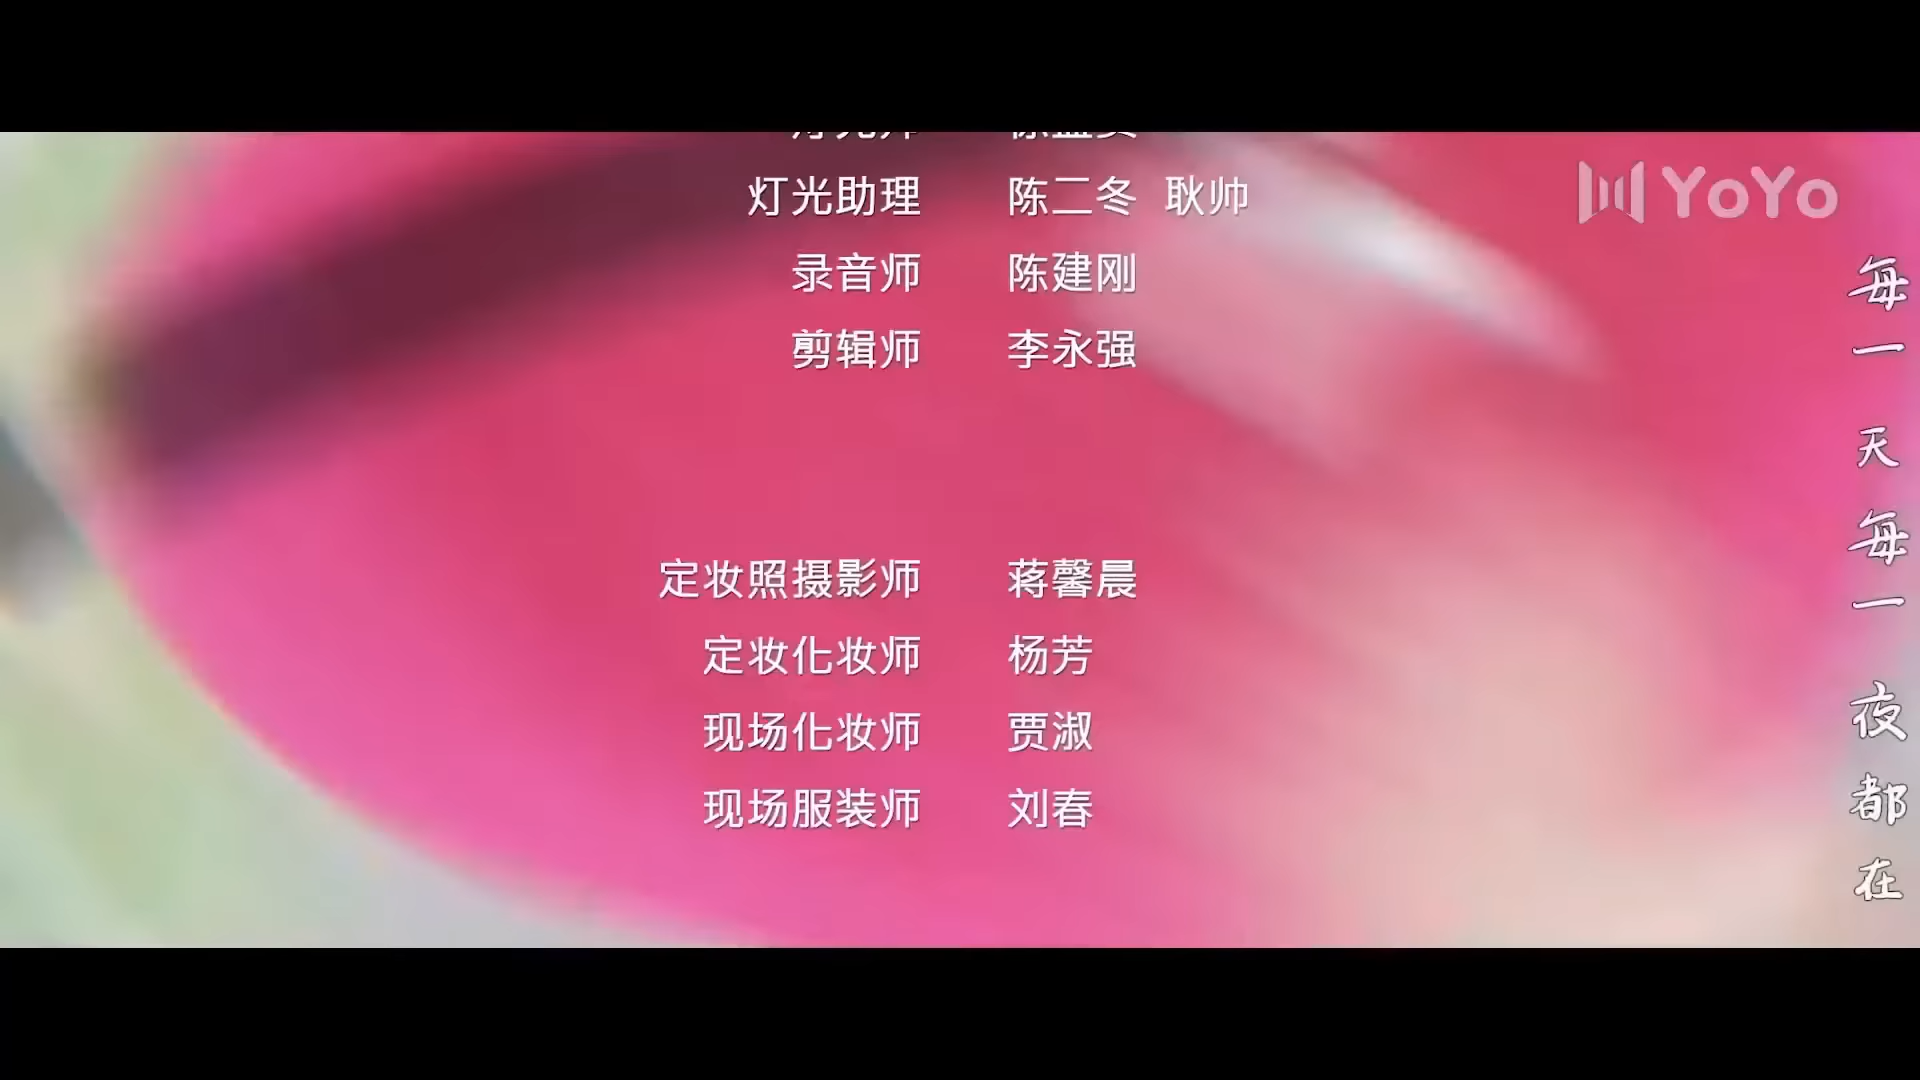 灯光助理 陈二冬 耿帅
录音师 陈建刚
剪辑师 李永强
定妆照摄影师 蒋馨晨
定妆化妆师 杨芳
现场化妆师 贾淑
现场服装师 刘春
YoYo
每一天每一夜都在